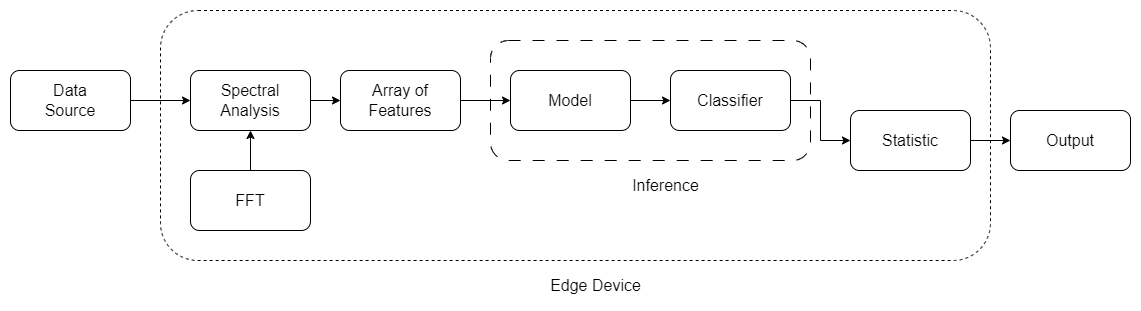 Data
Source
Spectral
Analysis
Array of
Features
Model
Classifier
Statistic
Output
FFT
Inference
Edge Device